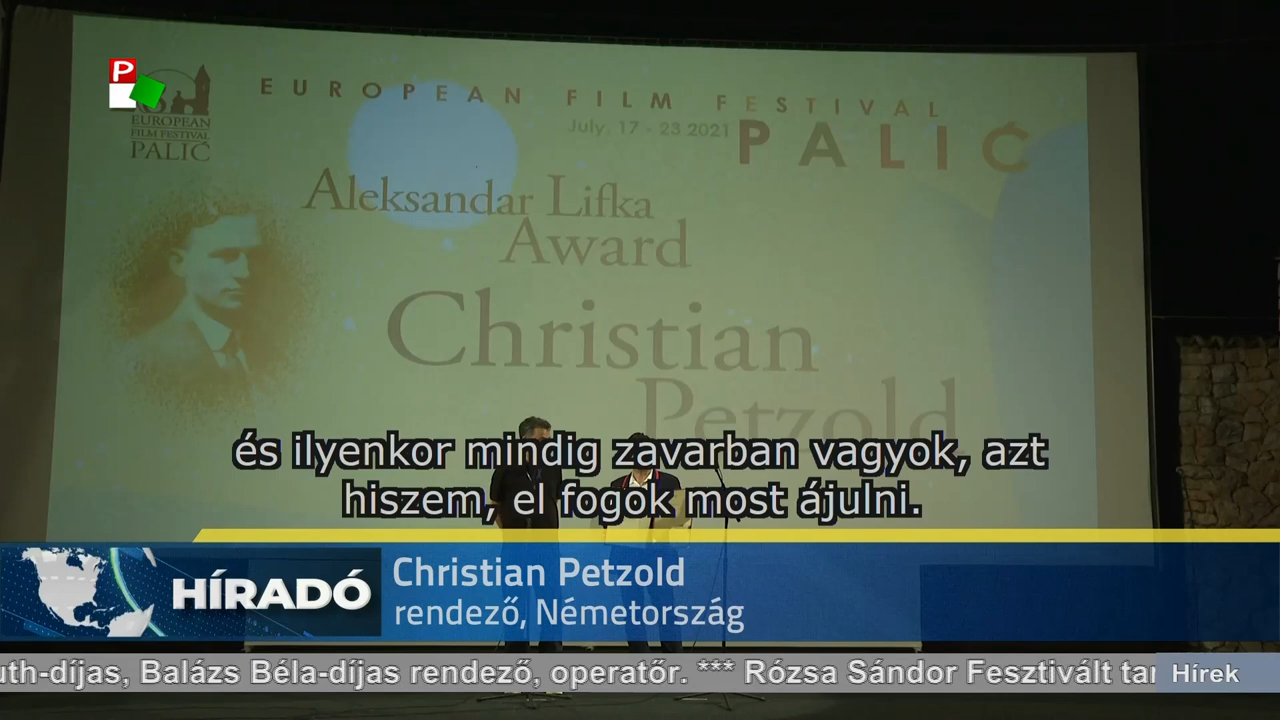 P
EUROPEAN
FILM FESTIVAL
PALIĆ
EUROPEAN FILM FESTIVAL
July, 17 - 23 2021
PALIĆ
Aleksandar Lifka
Award
Christian
Petzold
és ilyenkor mindig zavarban vagyok, azt
hiszem, el fogok most ájulni.
HÍRADÓ
Christian Petzold
rendező, Németország
uth-díjas, Balázs Béla-díjas rendező, operatőr. *** Rózsa Sándor Fesztivált tar
Hírek